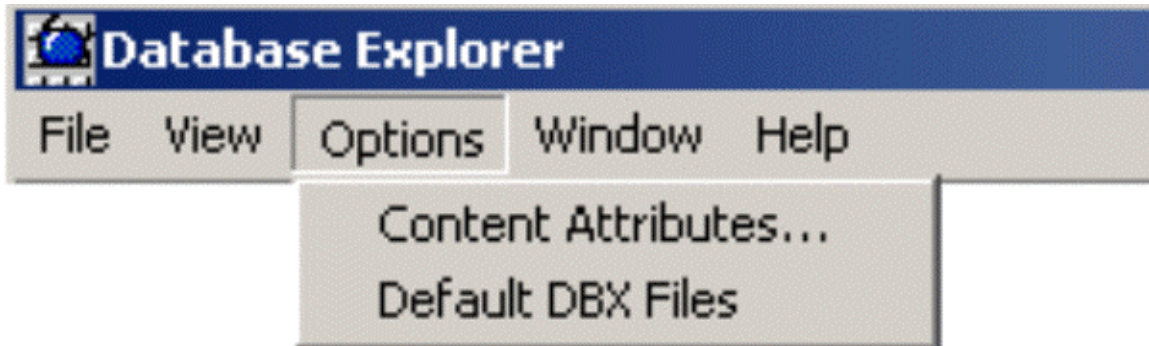 Database Explorer
File View Options Window Help
Content Attributes...
Default DBX Files